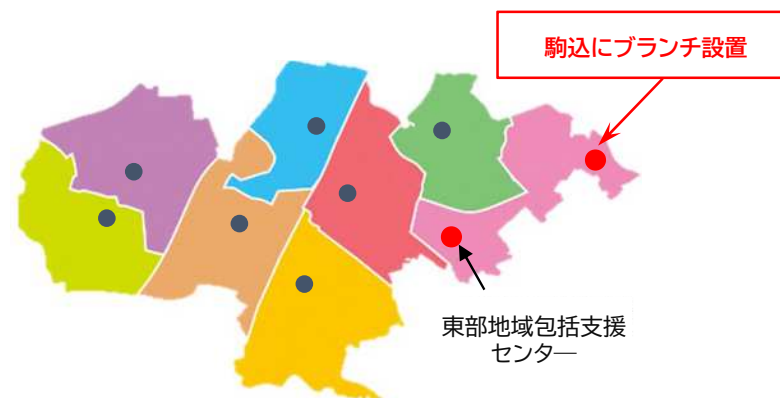 駒込にブランチ設置
東部地域包括支援
センター